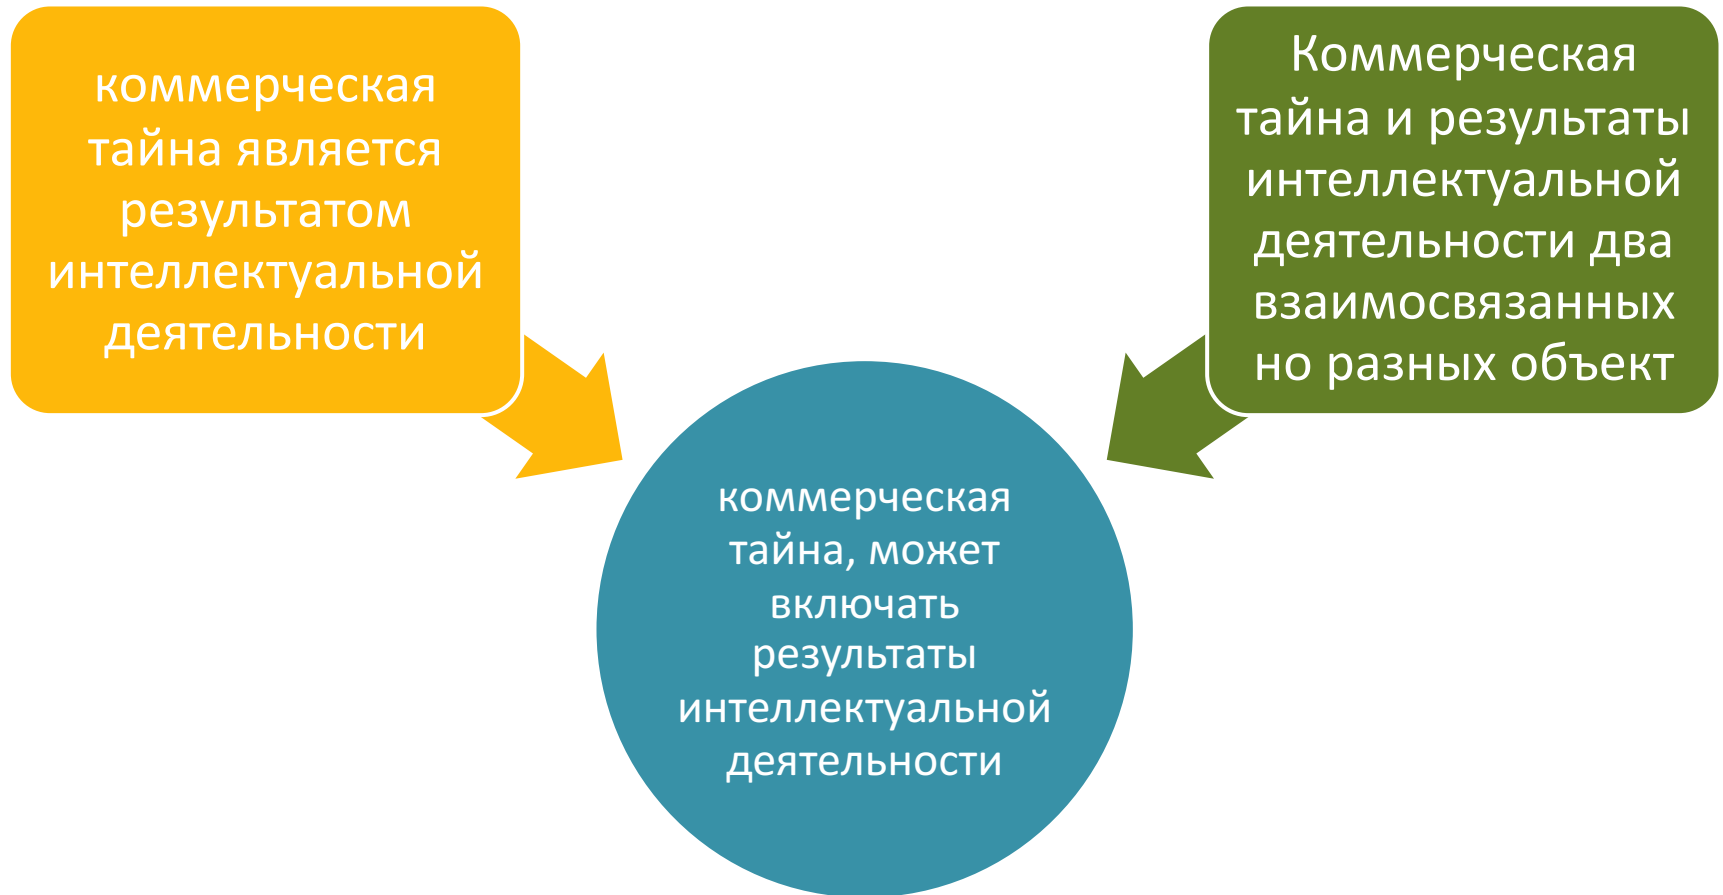 коммерческая
тайна является
результатом
интеллектуальной
деятельности
Коммерческая
тайна и результаты
интеллектуальной
деятельности два
взаимосвязанных
но разных объект
коммерческая
тайна, может
включать
результаты
интеллектуальной
деятельности